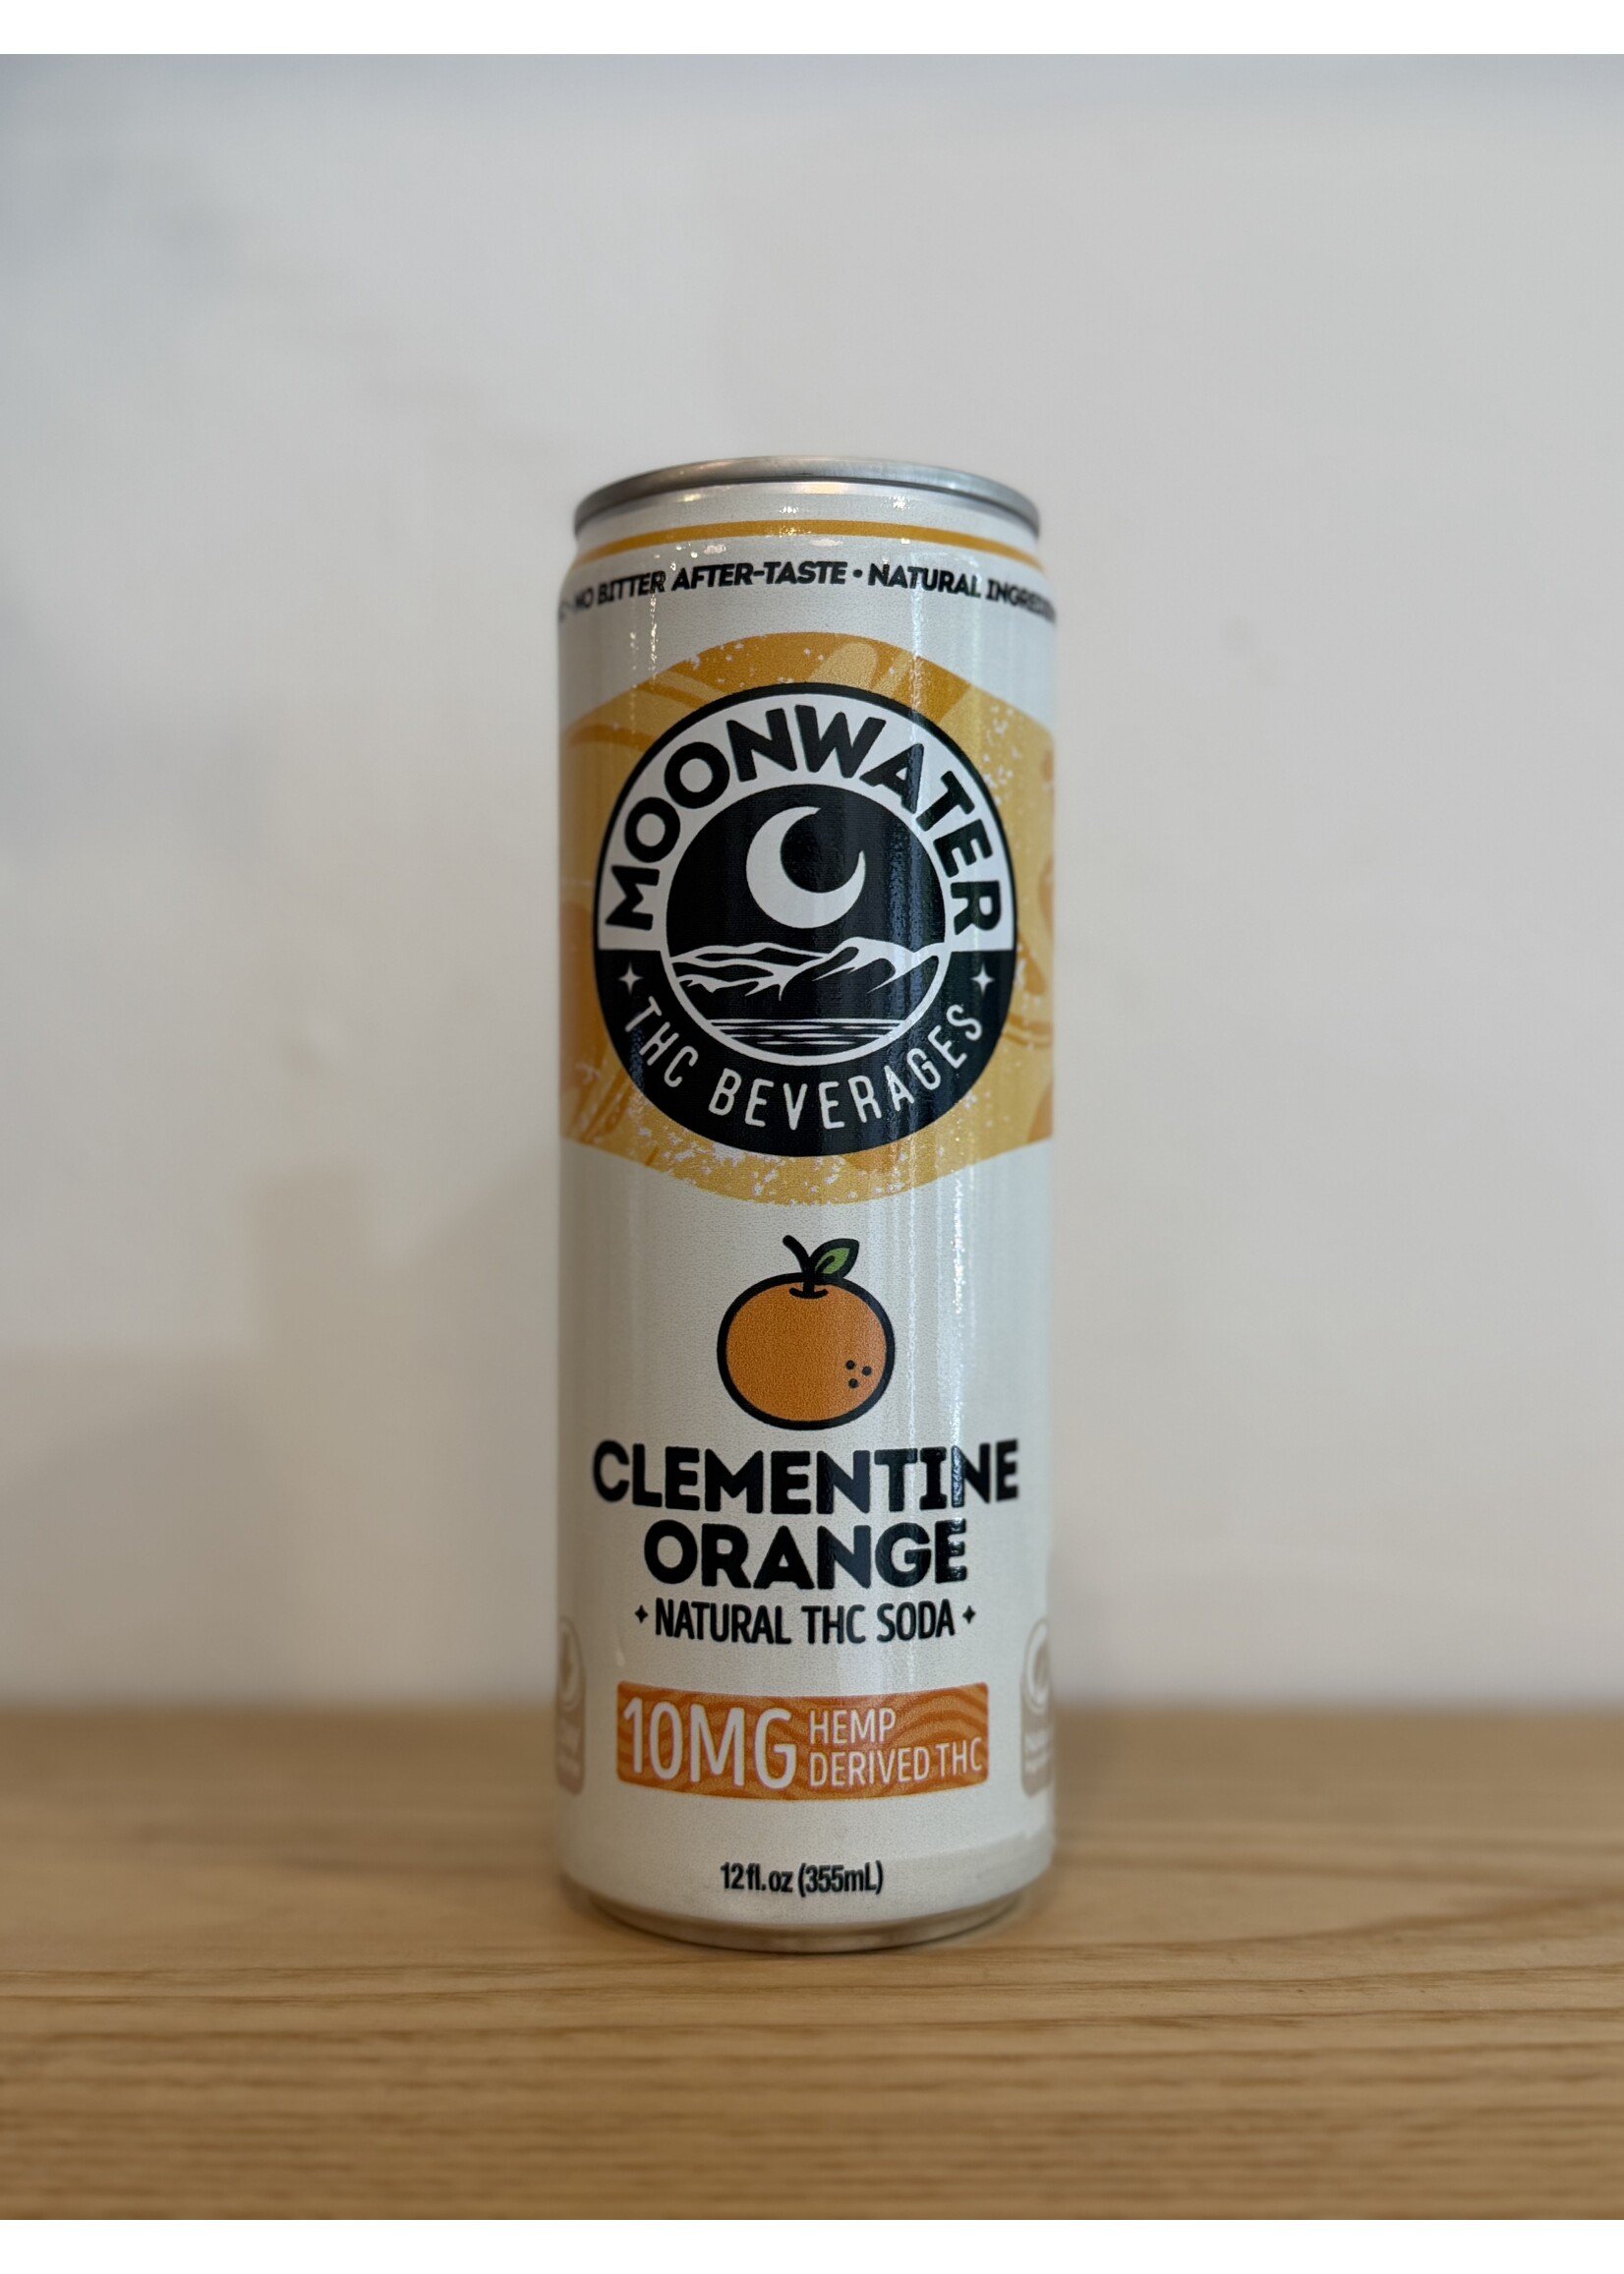 NO BITTER AFTER-TASTE • NATURAL
MOONWATER
THC BEVERAGES
CLEMENTINE
ORANGE
NATURAL THC SODA
10MG HEMP
DERIVED THC
12 fl. oz (355mL)